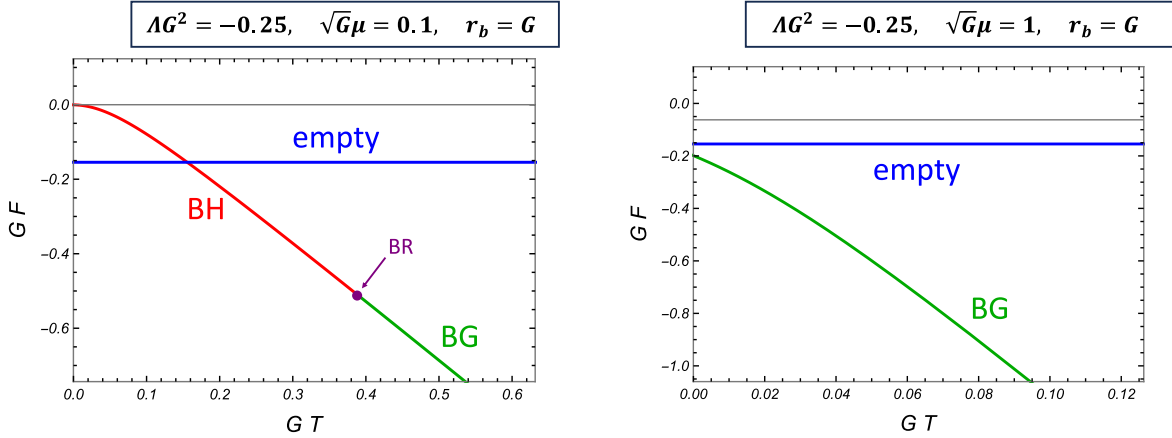 ΛG² = −0.25, √Gμ = 0.1, r_b = G
0.0
−0.2
−0.4
−0.6
G F
empty
BH
BR
BG
0.0 0.1 0.2 0.3 0.4 0.5 0.6
G T
ΛG² = −0.25, √Gμ = 1, r_b = G
0.0
−0.2
−0.4
−0.6
−0.8
−1.0
G F
empty
BG
0.00 0.02 0.04 0.06 0.08 0.10 0.12
G T